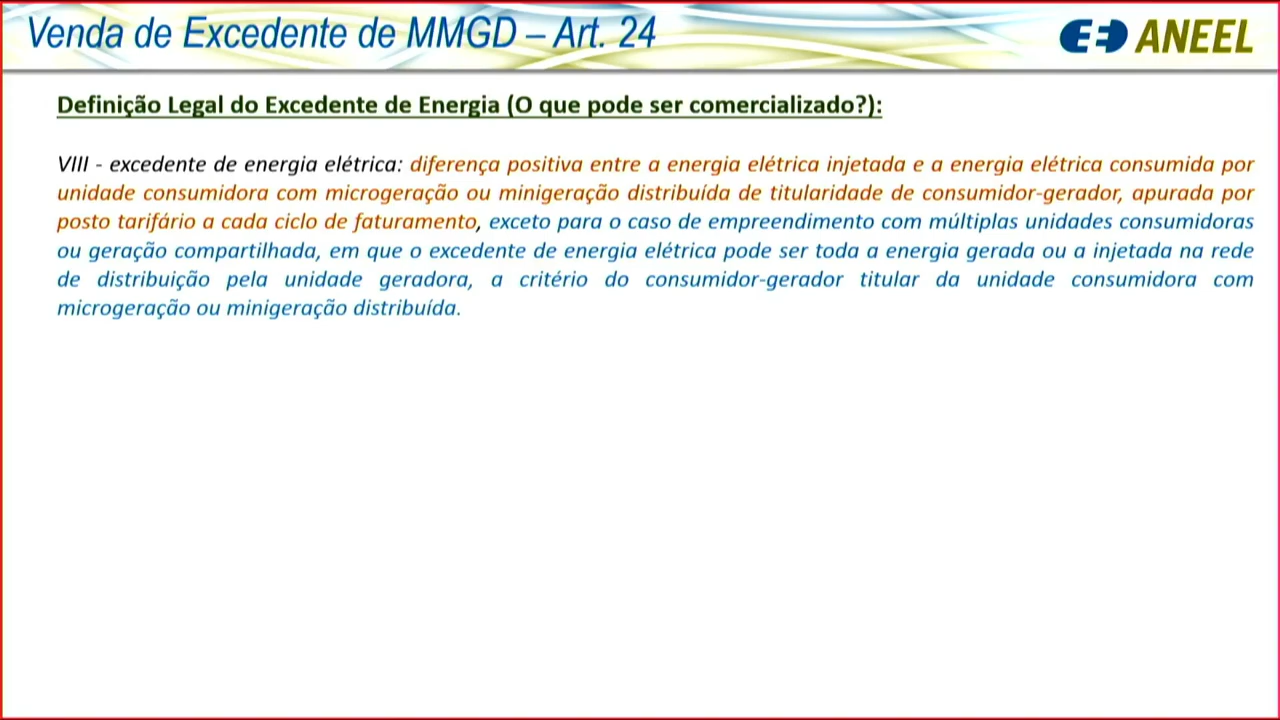 Venda de Excedente de MMGD – Art. 24
ANEEL
Definição Legal do Excedente de Energia (O que pode ser comercializado?):
VIII - excedente de energia elétrica: diferença positiva entre a energia elétrica injetada e a energia elétrica consumida por
unidade consumidora com microgeração ou minigeração distribuída de titularidade de consumidor-gerador, apurada por
posto tarifário a cada ciclo de faturamento, exceto para o caso de empreendimento com múltiplas unidades consumidoras
ou geração compartilhada, em que o excedente de energia elétrica pode ser toda a energia gerada ou a injetada na rede
de distribuição pela unidade geradora, a critério do consumidor-gerador titular da unidade consumidora com
microgeração ou minigeração distribuída.